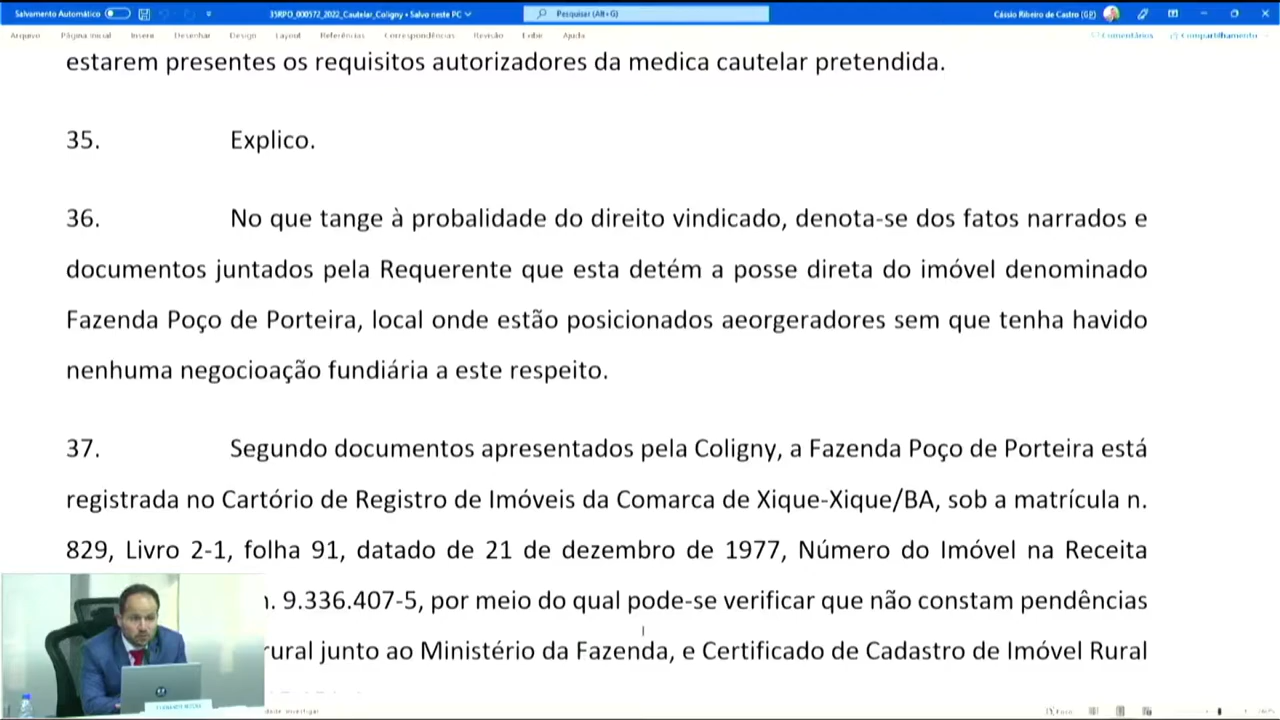 Salvamento Automático
35RPO_000572_2022_Cautelar_Coligny • Salvo neste PC
Pesquisar (Alt+G)
Cássio Ribeiro de Castro (GP)
Arquivo Página Inicial Inserir Desenhar Design Layout Referências Correspondências Revisão Exibir Ajuda
Comentários Compartilhamento
estarem presentes os requisitos autorizadores da medica cautelar pretendida.
35. Explico.
36. No que tange à probalidade do direito vindicado, denota-se dos fatos narrados e
documentos juntados pela Requerente que esta detém a posse direta do imóvel denominado
Fazenda Poço de Porteira, local onde estão posicionados aeorgeradores sem que tenha havido
nenhuma negocioação fundiária a este respeito.
37. Segundo documentos apresentados pela Coligny, a Fazenda Poço de Porteira está
registrada no Cartório de Registro de Imóveis da Comarca de Xique-Xique/BA, sob a matrícula n.
829, Livro 2-1, folha 91, datado de 21 de dezembro de 1977, Número do Imóvel na Receita
n. 9.336.407-5, por meio do qual pode-se verificar que não constam pendências
rural junto ao Ministério da Fazenda, e Certificado de Cadastro de Imóvel Rural